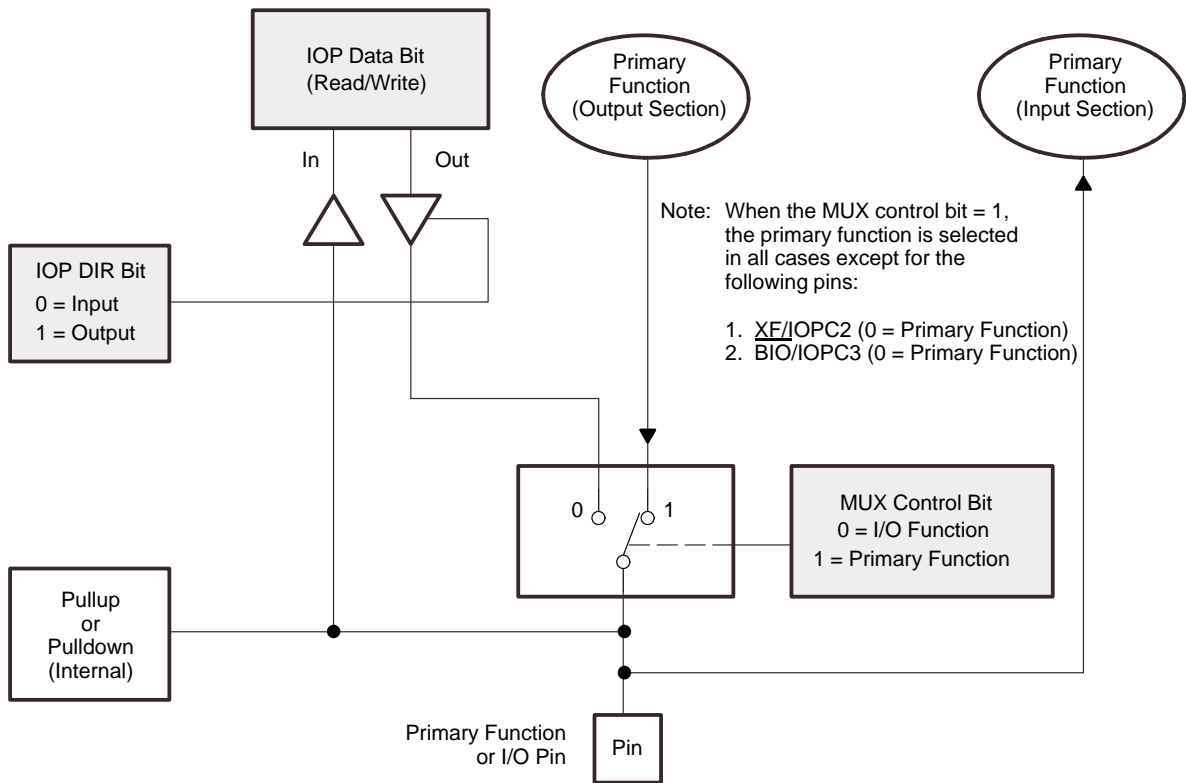 IOP Data Bit
(Read/Write)
Primary
Function
(Output Section)
Primary
Function
(Input Section)
In
Out
Note: When the MUX control bit = 1,
the primary function is selected
in all cases except for the
following pins:
1. XF/IOPC2 (0 = Primary Function)
2. BIO/IOPC3 (0 = Primary Function)
IOP DIR Bit
0 = Input
1 = Output
0
1
MUX Control Bit
0 = I/O Function
1 = Primary Function
Pullup
or
Pulldown
(Internal)
Primary Function
or I/O Pin
Pin